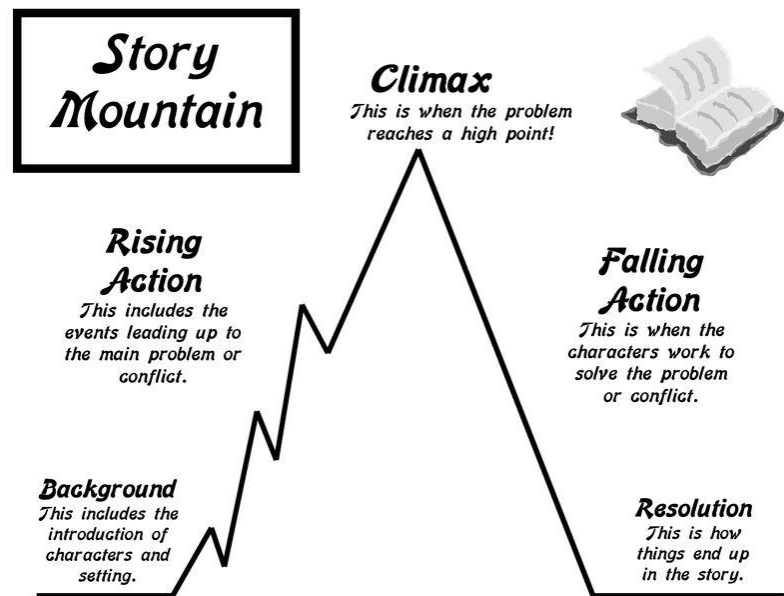 Story
Mountain
Climax
This is when the problem
reaches a high point!
Rising
Action
This includes the
events leading up to
the main problem or
conflict.
Falling
Action
This is when the
characters work to
solve the problem
or conflict.
Background
This includes the
introduction of
characters and
setting.
Resolution
This is how
things end up
in the story.